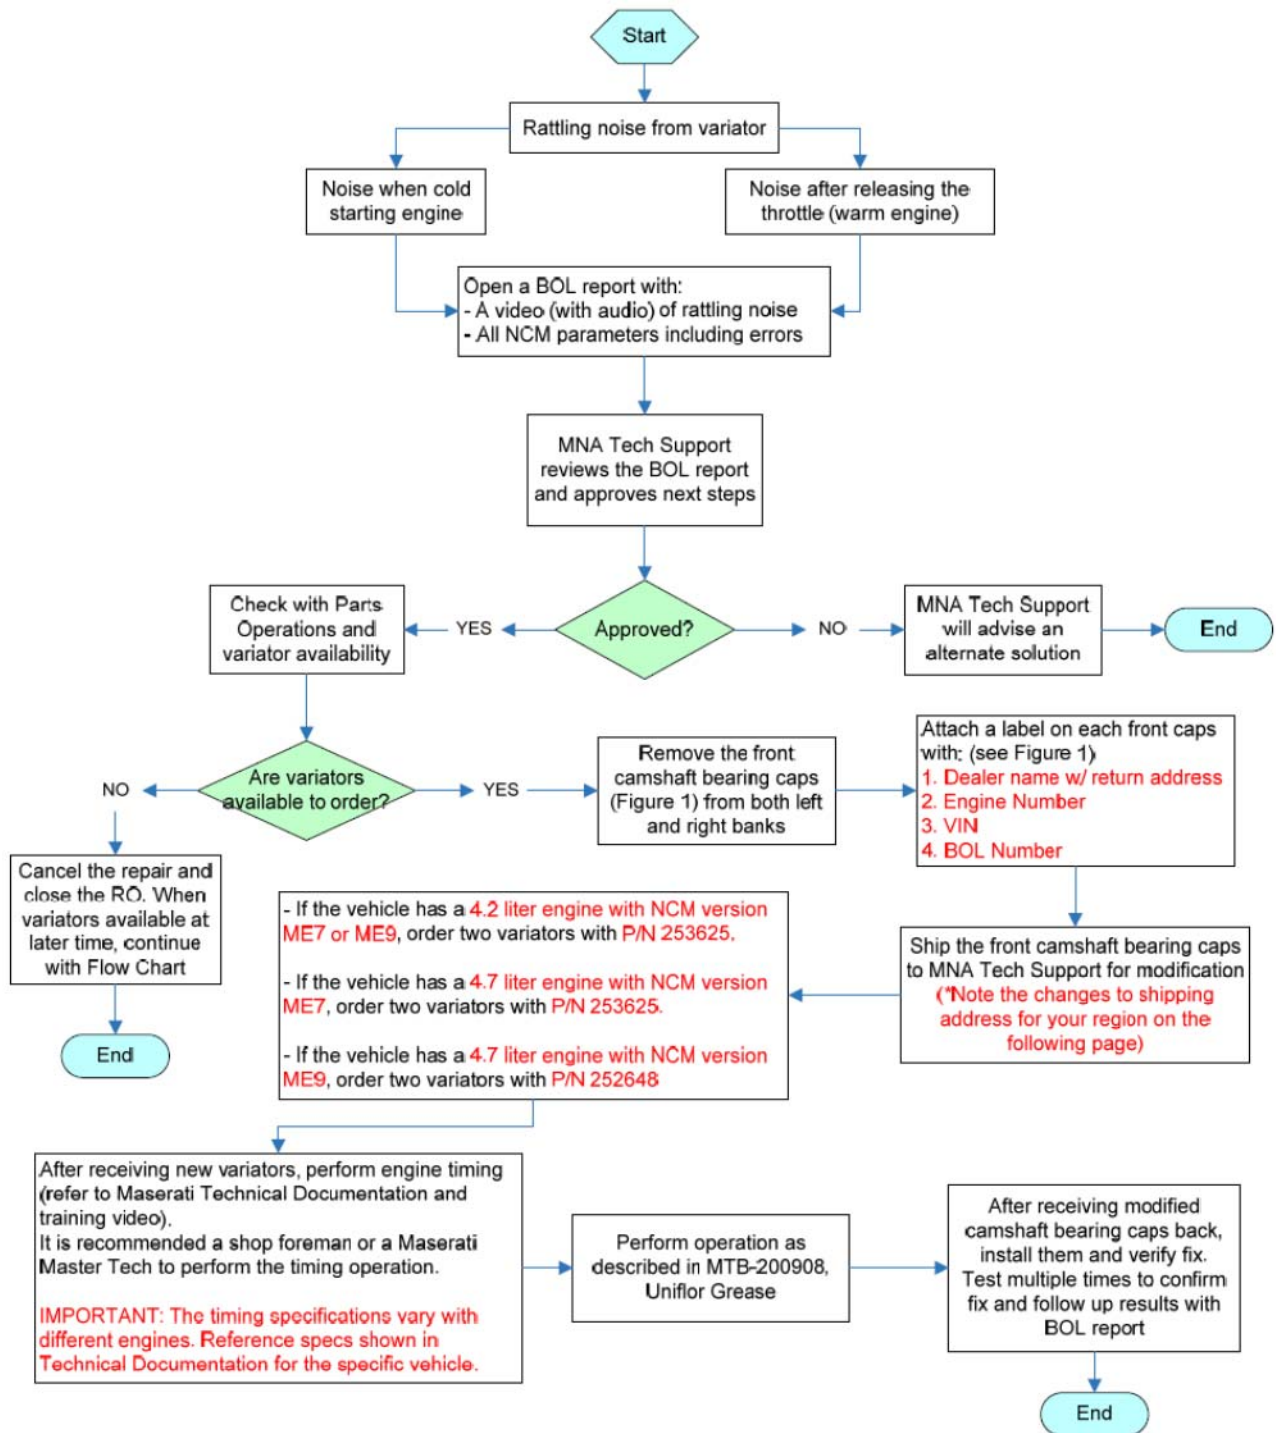 Start
Rattling noise from variator
Noise when cold
starting engine
Noise after releasing the
throttle (warm engine)
Open a BOL report with:
- A video (with audio) of rattling noise
- All NCM parameters including errors
MNA Tech Support
reviews the BOL report
and approves next steps
Approved?
YES
Check with Parts
Operations and
variator availability
NO
MNA Tech Support
will advise an
alternate solution
End
Are variators
available to order?
NO
Cancel the repair and
close the RO. When
variators available at
later time, continue
with Flow Chart
End
YES
Remove the front
camshaft bearing caps
(Figure 1) from both left
and right banks
Attach a label on each front caps
with: (see Figure 1)
1. Dealer name w/ return address
2. Engine Number
3. VIN
4. BOL Number
Ship the front camshaft bearing caps
to MNA Tech Support for modification
(*Note the changes to shipping
address for your region on the
following page)
- If the vehicle has a 4.2 liter engine with NCM version
ME7 or ME9, order two variators with P/N 253625.
- If the vehicle has a 4.7 liter engine with NCM version
ME7, order two variators with P/N 253625.
- If the vehicle has a 4.7 liter engine with NCM version
ME9, order two variators with P/N 252648
After receiving new variators, perform engine timing
(refer to Maserati Technical Documentation and
training video).
It is recommended a shop foreman or a Maserati
Master Tech to perform the timing operation.
IMPORTANT: The timing specifications vary with
different engines. Reference specs shown in
Technical Documentation for the specific vehicle.
Perform operation as
described in MTB-200908,
Uniflor Grease
After receiving modified
camshaft bearing caps back,
install them and verify fix.
Test multiple times to confirm
fix and follow up results with
BOL report
End